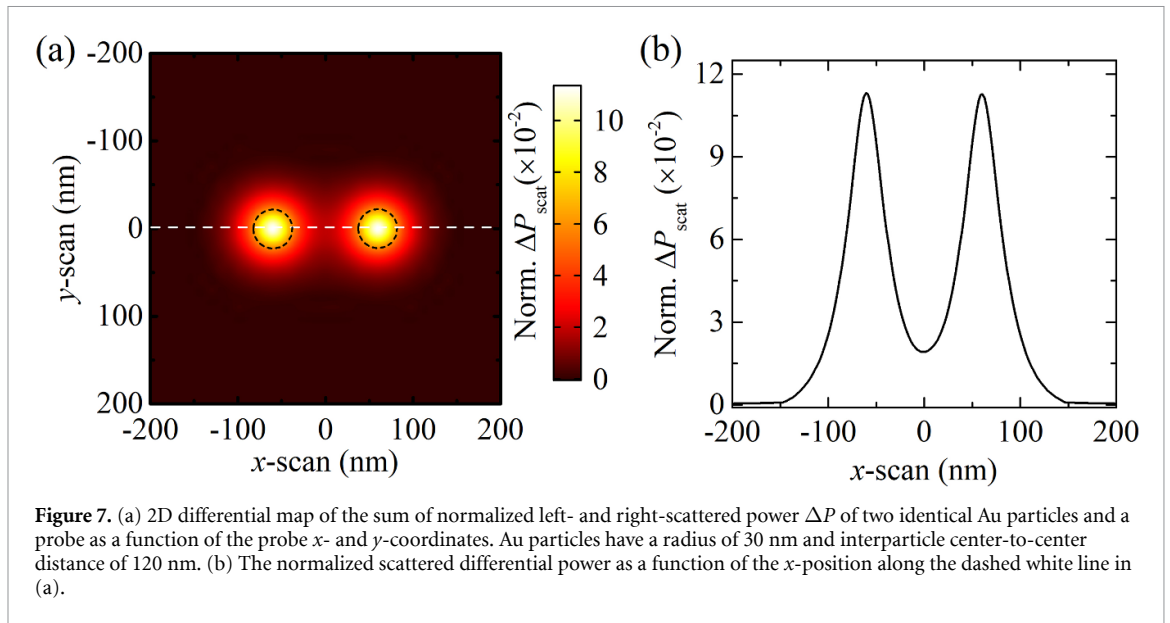 (a)
-200
-100
0
100
200
y-scan (nm)
-200 -100 0 100 200
x-scan (nm)
10
8
6
4
2
0
Norm. ΔP_scat (×10^-2)
(b)
12
9
6
3
0
Norm. ΔP_scat (×10^-2)
-200 -100 0 100 200
x-scan (nm)
Figure 7. (a) 2D differential map of the sum of normalized left- and right-scattered power ΔP of two identical Au particles and a
probe as a function of the probe x- and y-coordinates. Au particles have a radius of 30 nm and interparticle center-to-center
distance of 120 nm. (b) The normalized scattered differential power as a function of the x-position along the dashed white line in
(a).